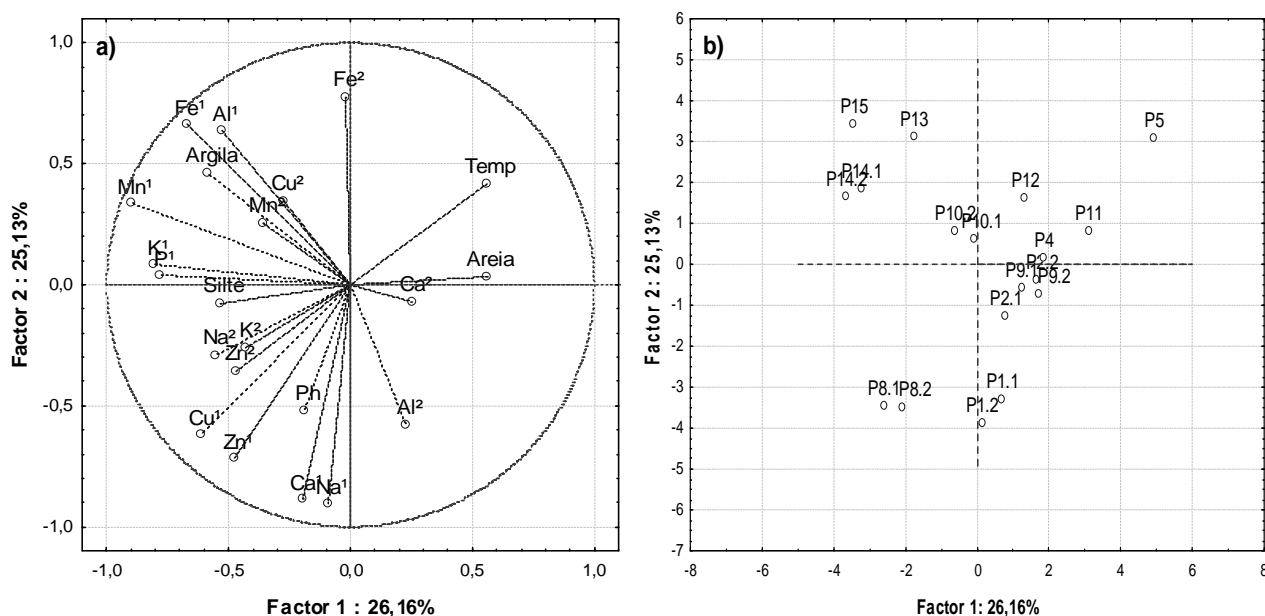 a)
1,0
0,5
0,0
-0,5
-1,0
Factor 2 : 25,13%
Fe²
Fe¹
Al¹
Argila
Temp
Mn¹
Cu²
Mn²
K¹
P¹
Areia
Silte
Ca²
Na² K²
Zn²
Ph
Al²
Cu¹
Zn¹
Ca¹
Na¹
-1,0 -0,5 0,0 0,5 1,0
Factor 1 : 26,16%
b)
6
5
4
3
2
1
0
-1
-2
-3
-4
-5
-6
-7
Factor 2: 25,13%
P15
P13
P5
P14.1
P14.2
P12
P10.2
P10.1
P11
P4
P9.1
P9.2
P2.1
P8.1
P8.2
P1.1
P1.2
-8 -6 -4 -2 0 2 4 6 8
Factor 1: 26,16%